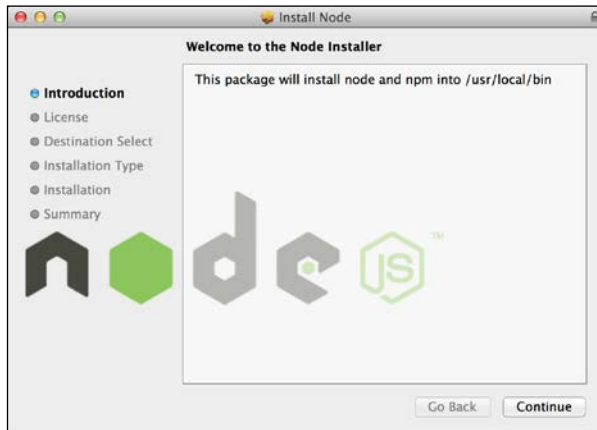 Install Node
Welcome to the Node Installer
This package will install node and npm into /usr/local/bin
Introduction
License
Destination Select
Installation Type
Installation
Summary
node
JS
TM
Go Back
Continue